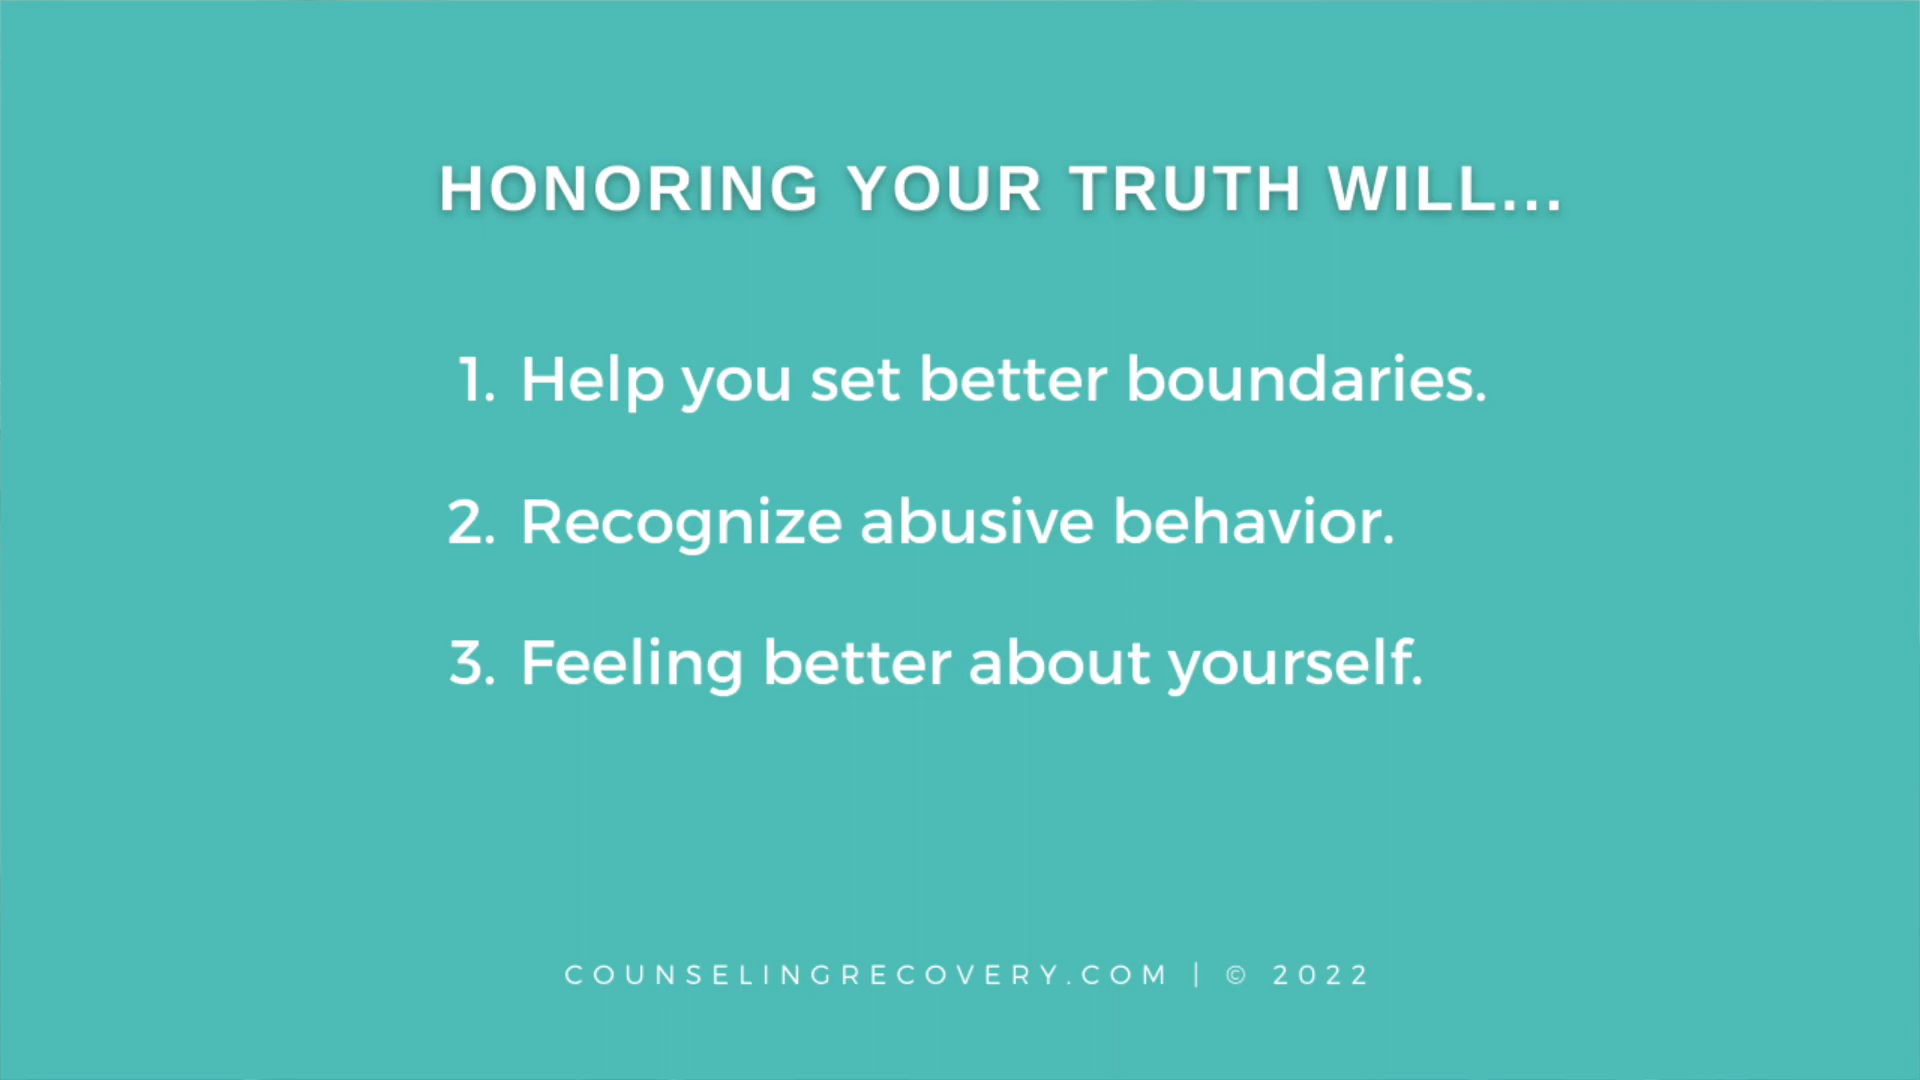 HONORING YOUR TRUTH WILL...
1. Help you set better boundaries.
2. Recognize abusive behavior.
3. Feeling better about yourself.
COUNSELINGRECOVERY.COM | © 2022